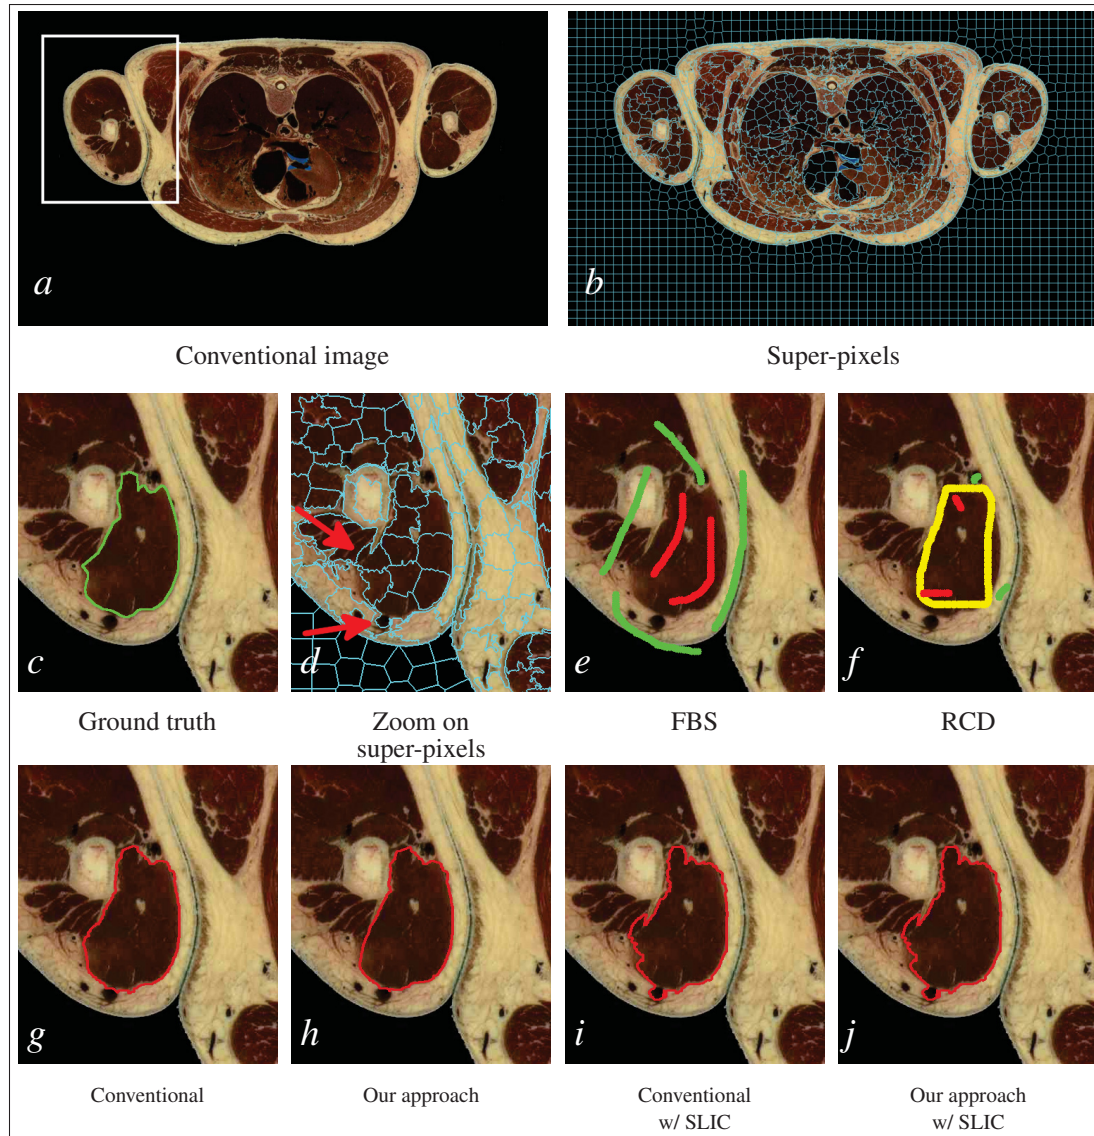 a
b
Conventional image
Super-pixels
c
d
e
f
Ground truth
Zoom on
super-pixels
FBS
RCD
g
h
i
j
Conventional
Our approach
Conventional
w/ SLIC
Our approach
w/ SLIC